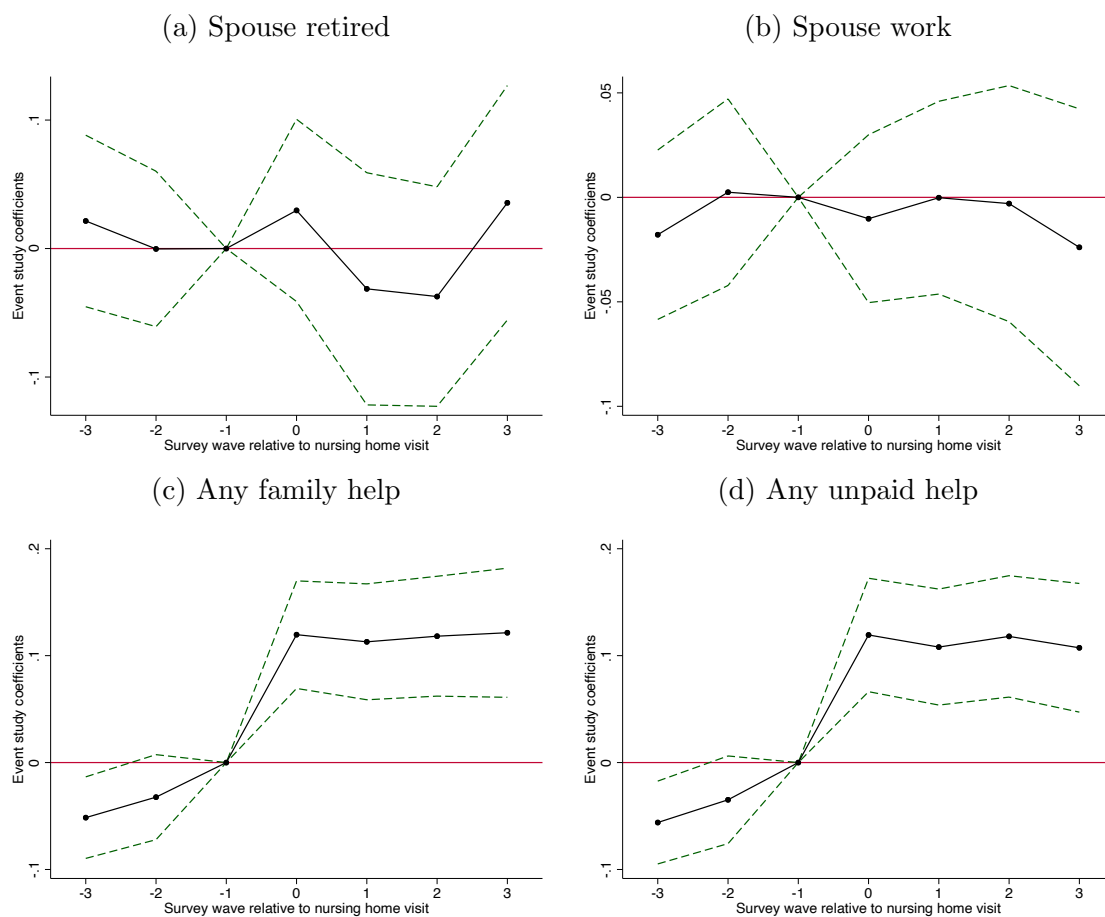 (a) Spouse retired
.1
0
-.1
Event study coefficients
-3 -2 -1 0 1 2 3
Survey wave relative to nursing home visit
(b) Spouse work
.05
0
-.05
-.1
Event study coefficients
-3 -2 -1 0 1 2 3
Survey wave relative to nursing home visit
(c) Any family help
.2
.1
0
-.1
Event study coefficients
-3 -2 -1 0 1 2 3
Survey wave relative to nursing home visit
(d) Any unpaid help
.2
.1
0
-.1
Event study coefficients
-3 -2 -1 0 1 2 3
Survey wave relative to nursing home visit